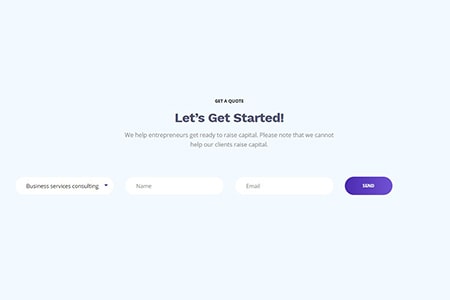 GET A QUOTE
Let's Get Started!
We help entrepreneurs get ready to raise capital. Please note that we cannot
help our clients raise capital.
Business services consulting
Name
Email
SEND